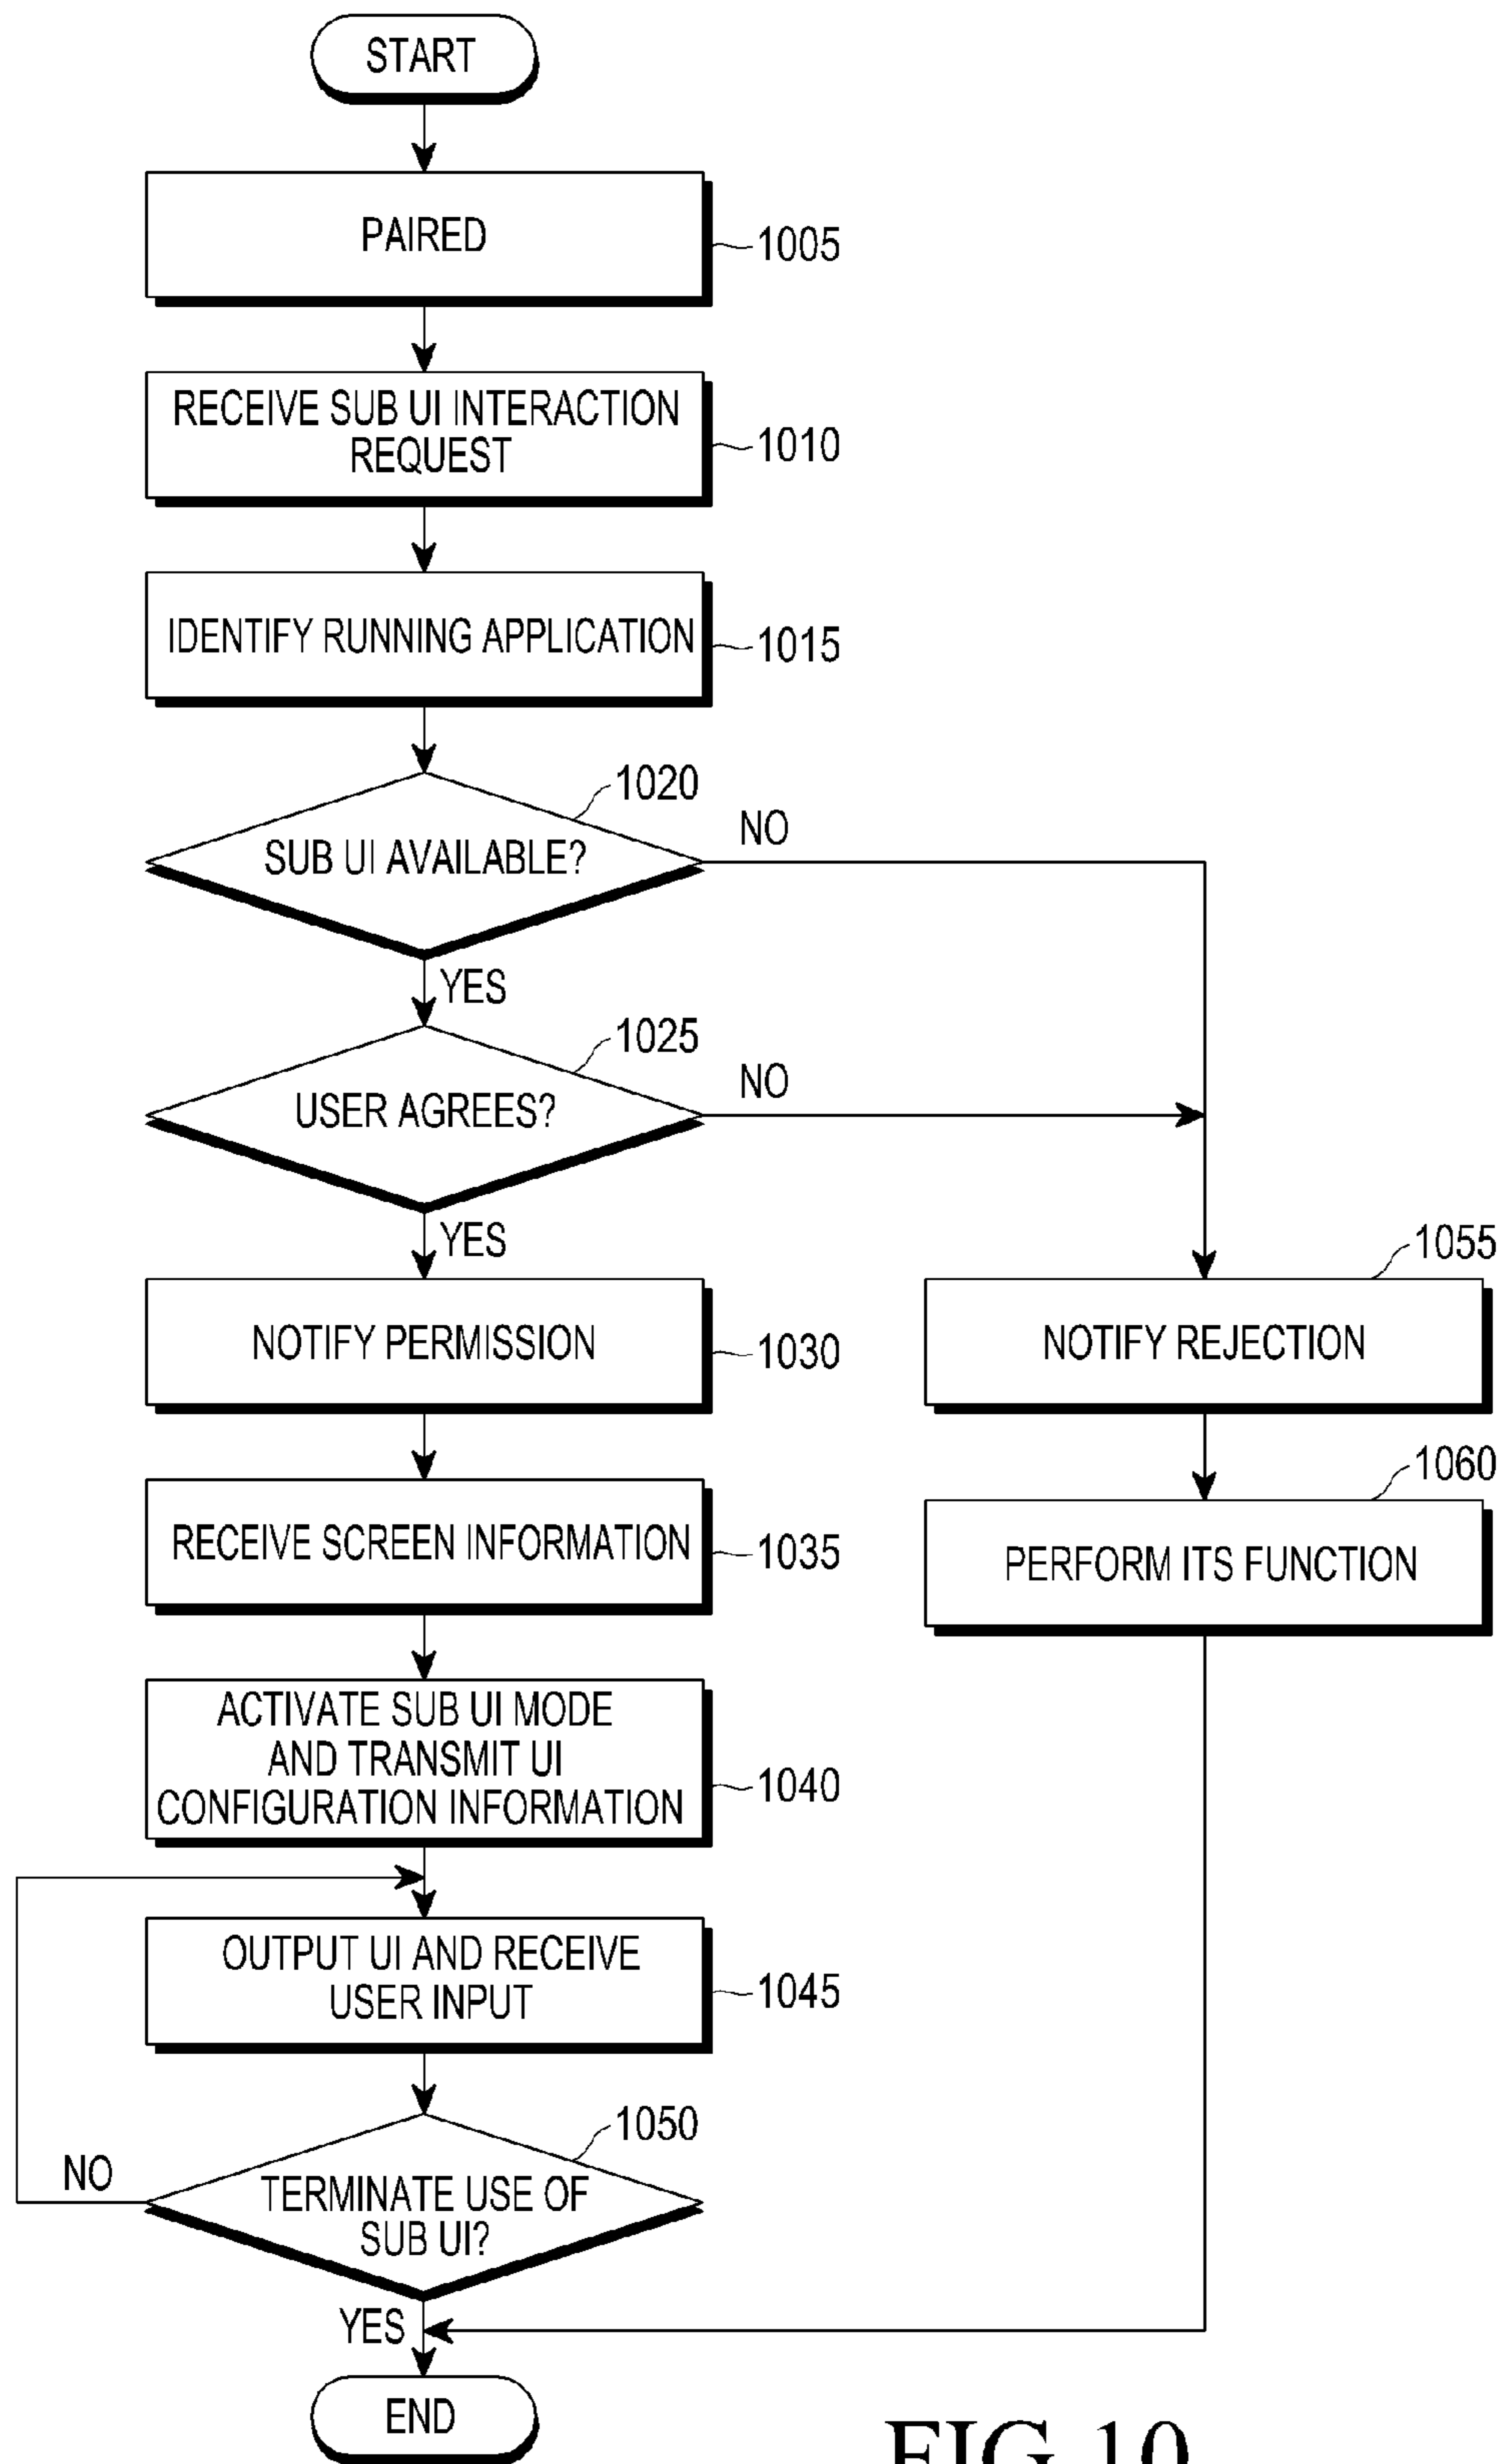 START
PAIRED
1005
RECEIVE SUB UI INTERACTION
REQUEST
1010
IDENTIFY RUNNING APPLICATION
1015
1020
SUB UI AVAILABLE?
NO
YES
1025
USER AGREES?
NO
YES
NOTIFY PERMISSION
1030
1055
NOTIFY REJECTION
RECEIVE SCREEN INFORMATION
1035
1060
PERFORM ITS FUNCTION
ACTIVATE SUB UI MODE
AND TRANSMIT UI
CONFIGURATION INFORMATION
1040
OUTPUT UI AND RECEIVE
USER INPUT
1045
1050
TERMINATE USE OF
SUB UI?
NO
YES
END
FIG.10